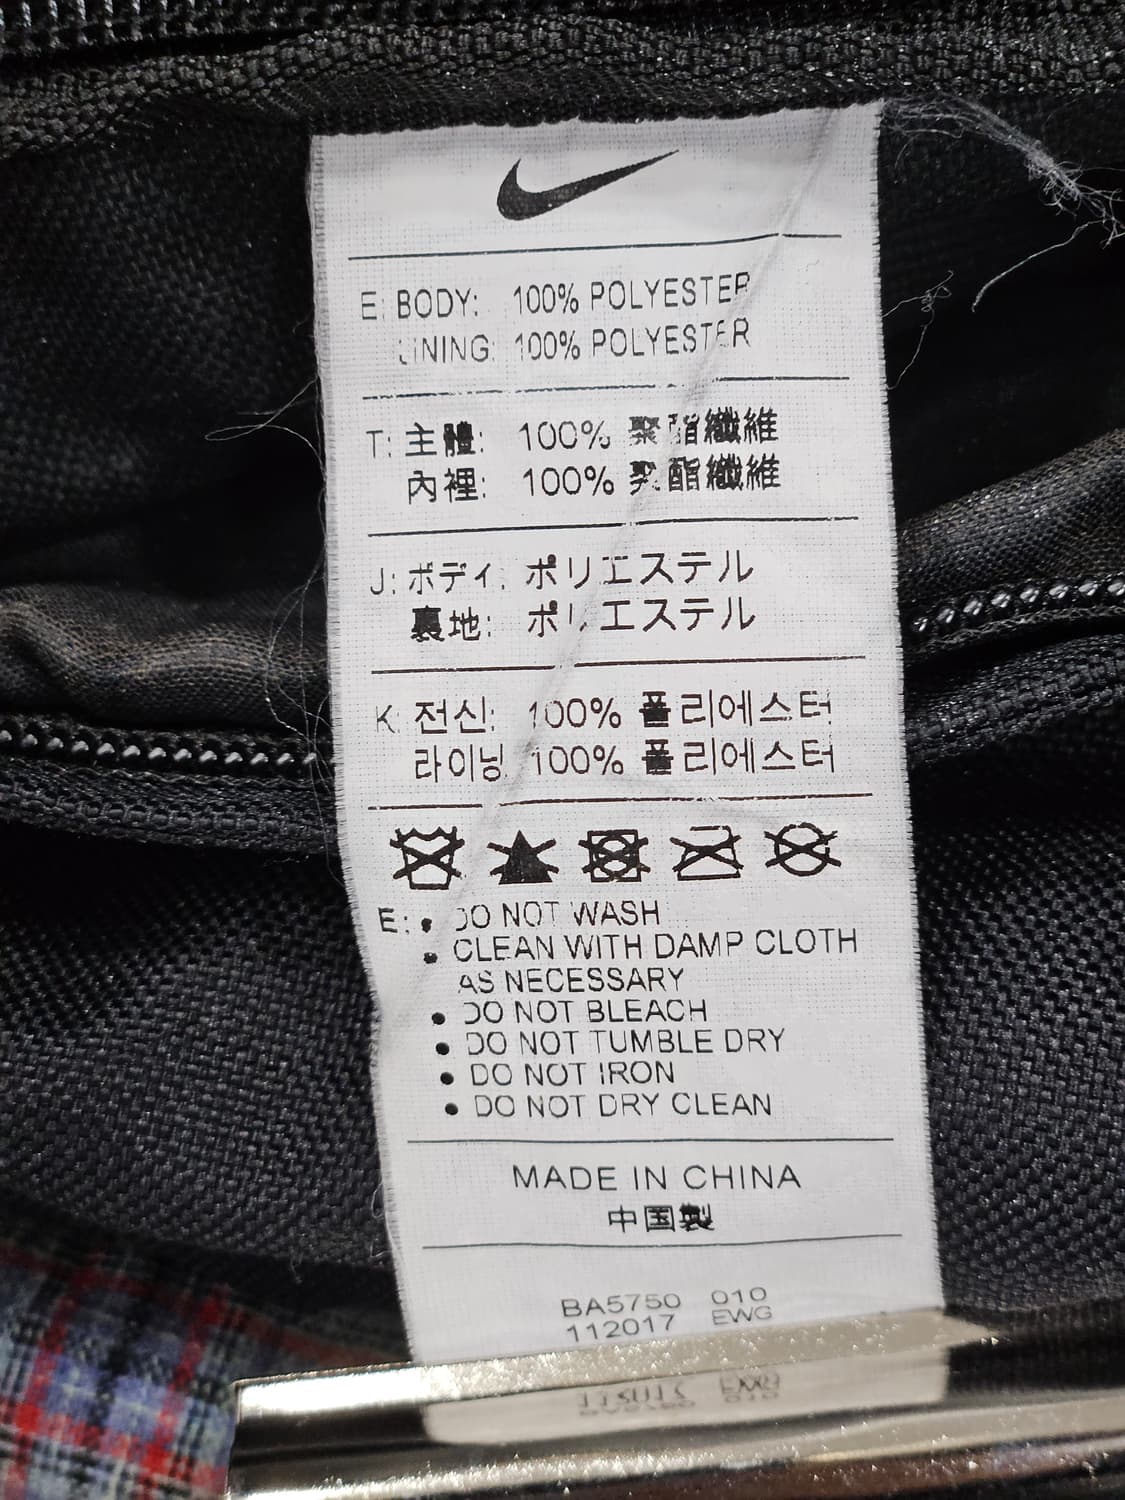 E: BODY: 100% POLYESTER
LINING: 100% POLYESTER
T: 主體: 100% 聚酯纖維
內裡: 100% 聚酯纖維
J: ボディ: ポリエステル
裏地: ポリエステル
K: 전신: 100% 폴리에스터
라이닝: 100% 폴리에스터
E: • DO NOT WASH
• CLEAN WITH DAMP CLOTH
AS NECESSARY
• DO NOT BLEACH
• DO NOT TUMBLE DRY
• DO NOT IRON
• DO NOT DRY CLEAN
MADE IN CHINA
中国製
BA5750 010
112017 EWG